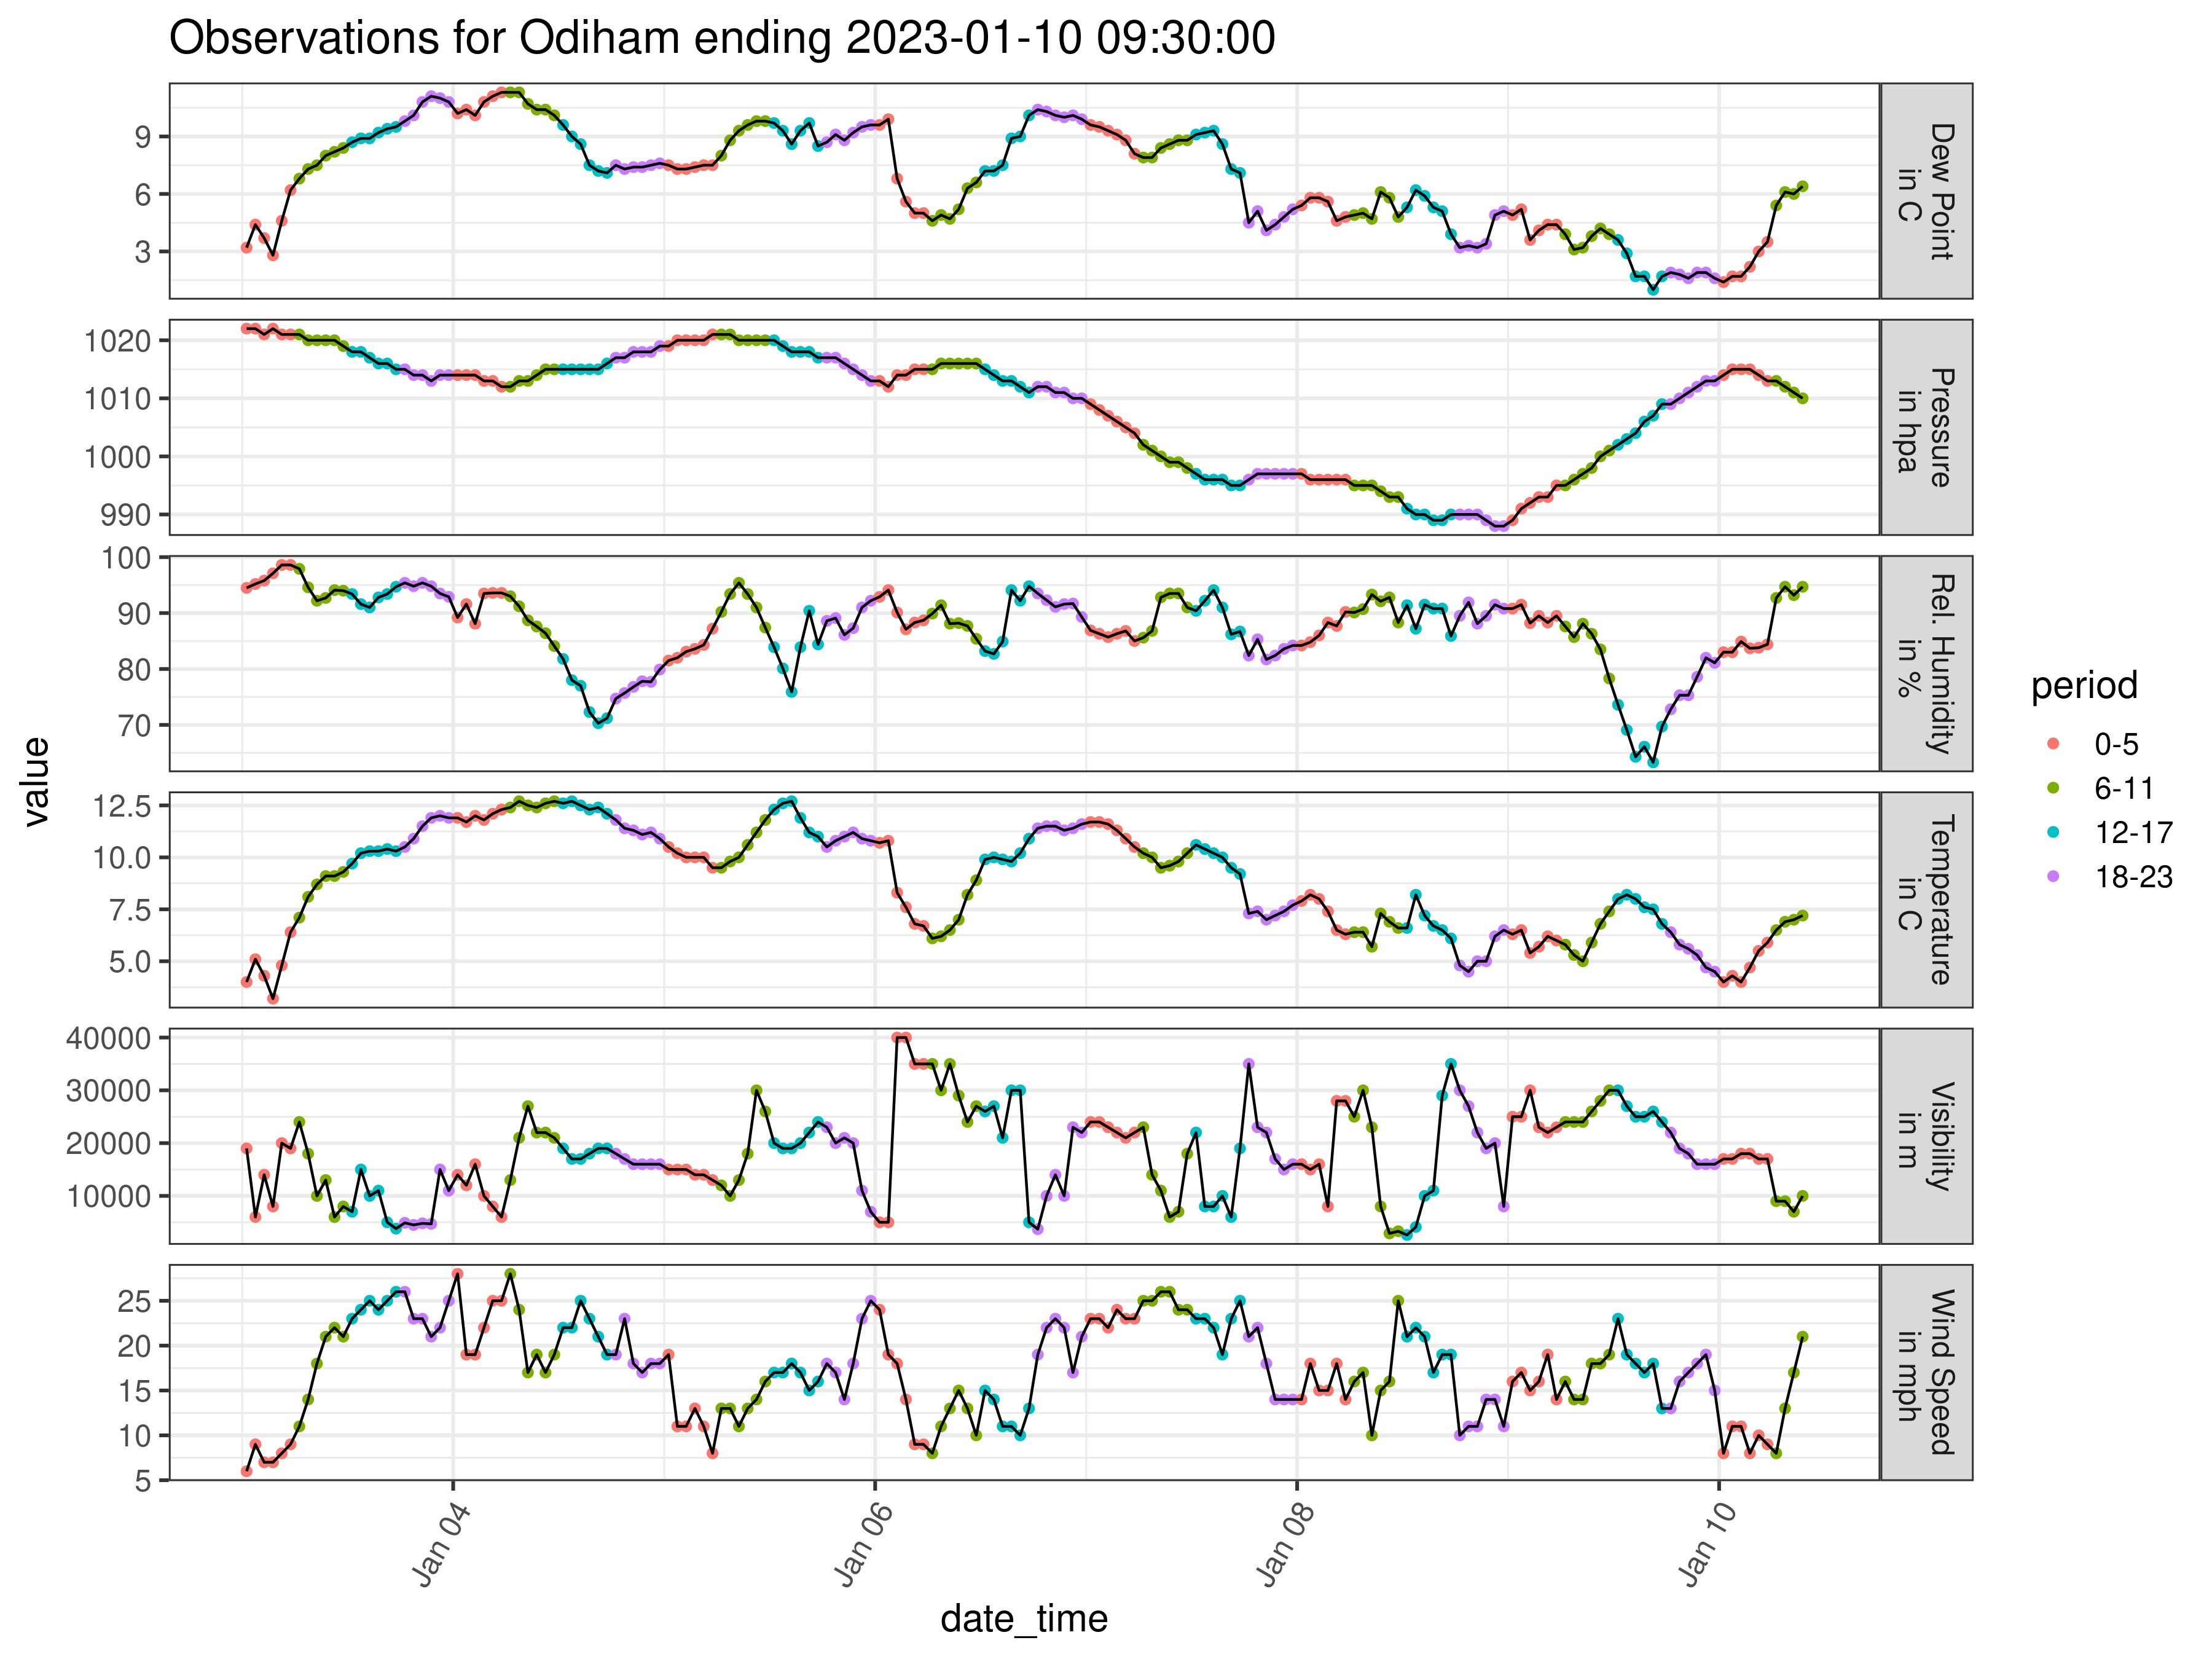 Observations for Odiham ending 2023-01-10 09:30:00
value
9
6
3
Dew Point
in C
1020
1010
1000
990
Pressure
in hpa
100
90
80
70
Rel. Humidity
in %
12.5
10.0
7.5
5.0
Temperature
in C
40000
30000
20000
10000
Visibility
in m
25
20
15
10
5
Wind Speed
in mph
Jan 04
Jan 06
Jan 08
Jan 10
date_time
period
0-5
6-11
12-17
18-23